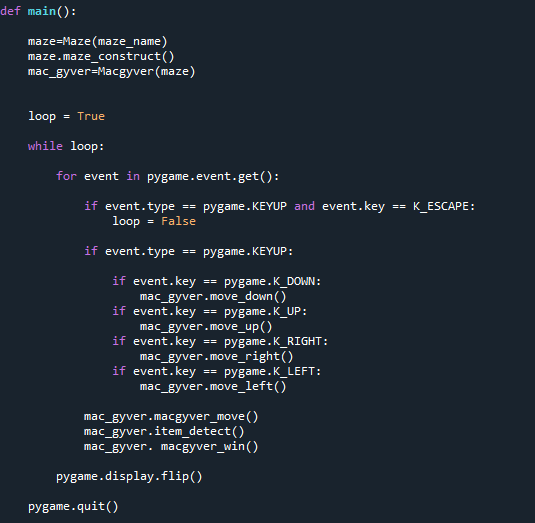 def main():
maze=Maze(maze_name)
maze.maze_construct()
mac_gyver=Macgyver(maze)
loop = True
while loop:
for event in pygame.event.get():
if event.type == pygame.KEYUP and event.key == K_ESCAPE:
loop = False
if event.type == pygame.KEYUP:
if event.key == pygame.K_DOWN:
mac_gyver.move_down()
if event.key == pygame.K_UP:
mac_gyver.move_up()
if event.key == pygame.K_RIGHT:
mac_gyver.move_right()
if event.key == pygame.K_LEFT:
mac_gyver.move_left()
mac_gyver.macgyver_move()
mac_gyver.item_detect()
mac_gyver. macgyver_win()
pygame.display.flip()
pygame.quit()